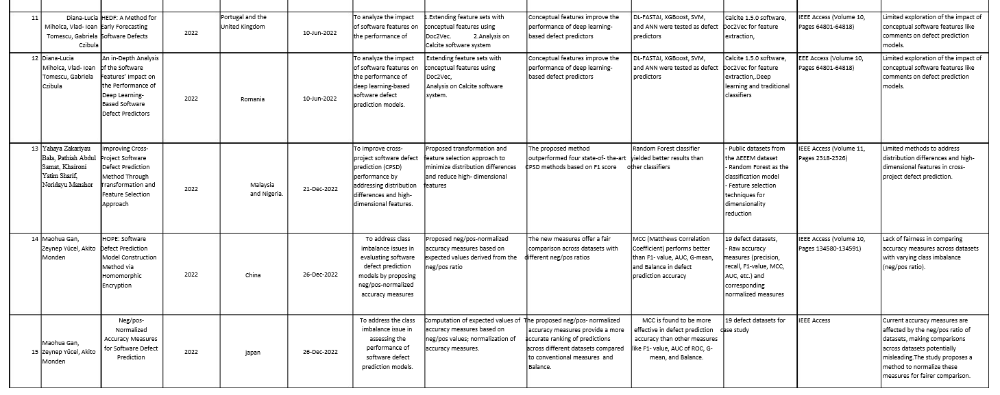 11
Diana-Lucia
Miholca, Vlad- Ioan
Tomescu, Gabriela
Czibula
HEDF: A Method for
Early Forecasting
Software Defects
2022
Portugal and the
United Kingdom
10-Jun-2022
To analyze the impact
of software features on
the performance of
1.Extending feature sets with
conceptual features using
Doc2Vec. 2.Analysis on
Calcite software system
Conceptual features improve the
performance of deep learning-
based defect predictors
DL-FASTAI, XGBoost, SVM,
and ANN were tested as defect
predictors
Calcite 1.5.0 software,
Doc2Vec for feature
extraction,
IEEE Access (Volume 10,
Pages 64801-64818)
Limited exploration of the impact of
conceptual software features like
comments on defect prediction
models.
12
Diana-Lucia
Miholca, Vlad- Ioan
Tomescu, Gabriela
Czibula
An in-Depth Analysis
of the Software
Features' Impact on
the Performance of
Deep Learning-
Based Software
Defect Predictors
2022
Romania
10-Jun-2022
To analyze the impact
of software features on
the performance of
deep learning-based
software defect
prediction models.
Extending feature sets with
conceptual features using
Doc2Vec,
Analysis on Calcite software
system.
Conceptual features improve the
performance of deep learning-
based defect predictors
DL-FASTAI, XGBoost, SVM,
and ANN were tested as defect
predictors
Calcite 1.5.0 software,
Doc2Vec for feature
extraction,.Deep
learning and traditional
classifiers
EEE Access (Volume 10,
Pages 64801-64818)
Limited exploration of the impact of
conceptual software features like
comments on defect prediction
models.
13
Yahaya Zakariyau
Bala, Pathiah Abdul
Samat, Khaironi
Yatim Sharif,
Noridayu Manshor
Improving Cross-
Project Software
Defect Prediction
Method Through
Transformation and
Feature Selection
Approach
2022
Malaysia
and Nigeria.
21-Dec-2022
To improve cross-
project software defect
prediction (CPSD)
performance by
addressing distribution
differences and high-
dimensional features.
Proposed transformation and
feature selection approach to
minimize distribution differences
and reduce high- dimensional
features
The proposed method
outperformed four state-of- the-art
CPSD methods based on F1 score
Random Forest classifier
yielded better results than
other classifiers
- Public datasets from
the AEEEM dataset
- Random Forest as the
classification model
- Feature selection
techniques for
dimensionality
reduction
IEEE Access (Volume 11,
Pages 2318-2326)
Limited methods to address
distribution differences and high-
dimensional features in cross-
project defect prediction.
14
Maohua Gan,
Zeynep Yücel, Akito
Monden
HOPE: Software
Defect Prediction
Model Construction
Method via
Homomorphic
Encryption
2022
China
26-Dec-2022
To address class
imbalance issues in
evaluating software
defect prediction
models by proposing
neg/pos-normalized
accuracy measures
Proposed neg/pos-normalized
accuracy measures based on
expected values derived from the
neg/pos ratio
The new measures offer a fair
comparison across datasets with
different neg/pos ratios
MCC (Matthews Correlation
Coefficient) performs better
than F1- value, AUC, G-mean,
and Balance in defect
prediction accuracy
19 defect datasets,
- Raw accuracy
measures (precision,
recall, F1-value, MCC,
AUC, etc.) and
corresponding
normalized measures
IEEE Access (Volume 10,
Pages 134580-134591)
Lack of fairness in comparing
accuracy measures across datasets
with varying class imbalance
(neg/pos ratio).
15
Maohua Gan,
Zeynep Yücel, Akito
Monden
Neg/pos-
Normalized
Accuracy Measures
for Software Defect
Prediction
2022
japan
26-Dec-2022
To address the class
imbalance issue in
assessing the
performance of
software defect
prediction models.
Computation of expected values of
accuracy measures based on
neg/pos values; normalization of
accuracy measures.
The proposed neg/pos- normalized
accuracy measures provide a more
accurate ranking of predictions
across different datasets compared
to conventional measures and
Balance.
MCC is found to be more
effective in defect prediction
accuracy than other measures
like F1- value, AUC of ROC, G-
mean, and Balance.
19 defect datasets for
case study
IEEE Access
Current accuracy measures are
affected by the neg/pos ratio of
datasets, making comparisons
across datasets potentially
misleading.The study proposes a
method to normalize these
measures for fairer comparison.